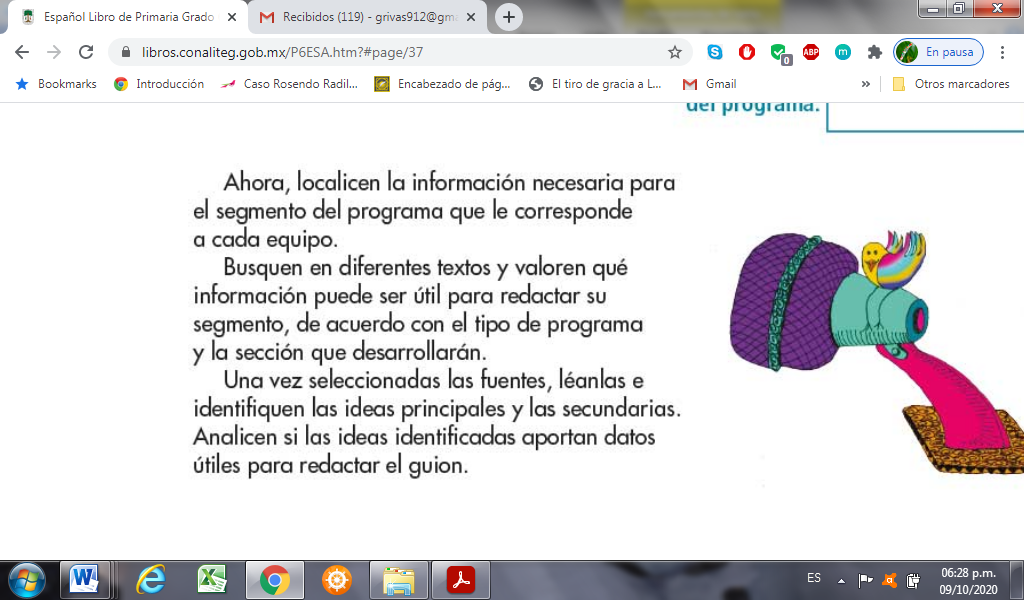 Español Libro de Primaria Grado
Recibidos (119) - grivas912@gma
libros.conaliteg.gob.mx/P6ESA.htm?#page/37
0
ABP
m
En pausa
Bookmarks
Introducción
Caso Rosendo Radil...
Encabezado de pág...
El tiro de gracia a L...
Gmail
»
Otros marcadores
del programa.
Ahora, localicen la información necesaria para
el segmento del programa que le corresponde
a cada equipo.
Busquen en diferentes textos y valoren qué
información puede ser útil para redactar su
segmento, de acuerdo con el tipo de programa
y la sección que desarrollarán.
Una vez seleccionadas las fuentes, léanlas e
identifiquen las ideas principales y las secundarias.
Analicen si las ideas identificadas aportan datos
útiles para redactar el guion.
ES
06:28 p.m.
09/10/2020